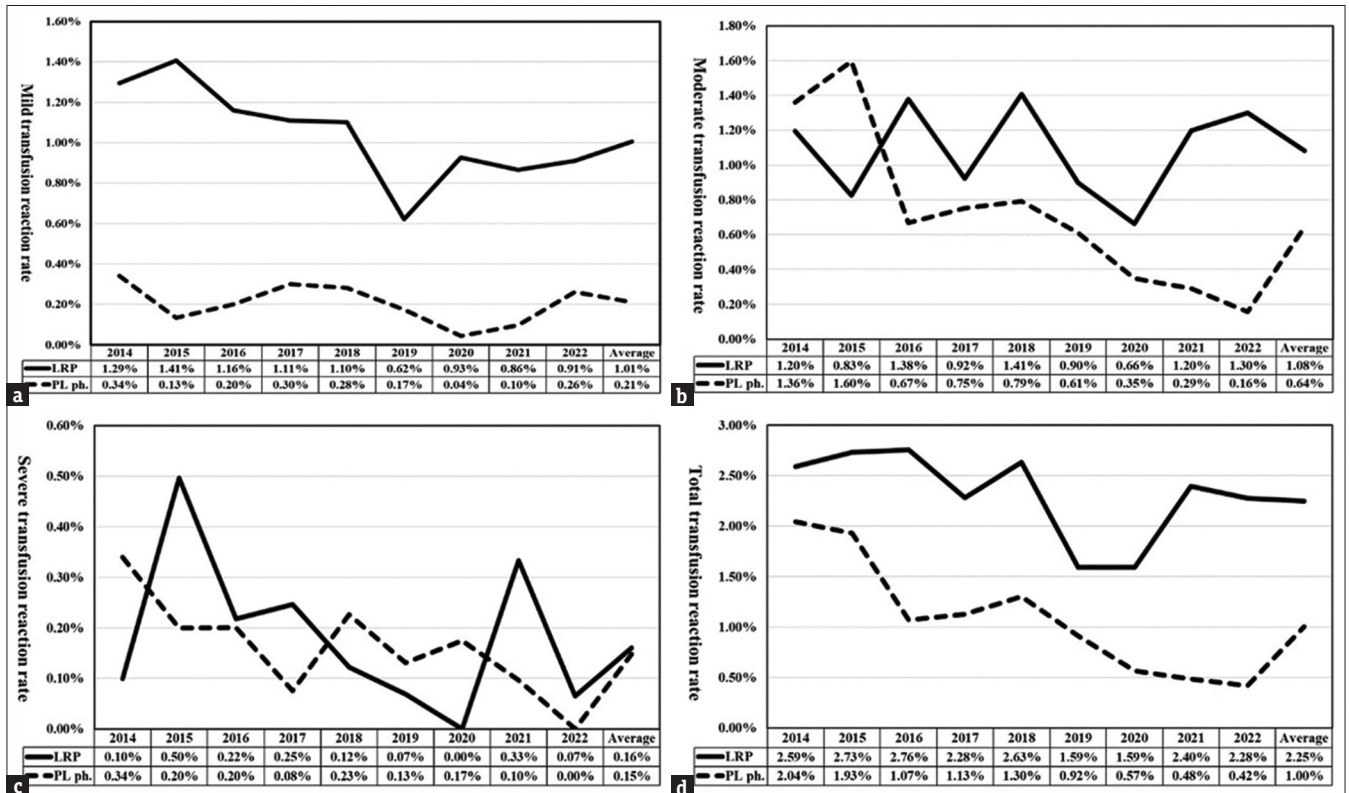 Mild transfusion reaction rate
1.60%
1.40%
1.20%
1.00%
0.80%
0.60%
0.40%
0.20%
0.00%
2014 2015 2016 2017 2018 2019 2020 2021 2022 Average
LRP 1.29% 1.41% 1.16% 1.11% 1.10% 0.62% 0.93% 0.86% 0.91% 1.01%
PL ph. 0.34% 0.13% 0.20% 0.30% 0.28% 0.17% 0.04% 0.10% 0.26% 0.21%
a
Moderate transfusion reaction rate
1.80%
1.60%
1.40%
1.20%
1.00%
0.80%
0.60%
0.40%
0.20%
0.00%
2014 2015 2016 2017 2018 2019 2020 2021 2022 Average
LRP 1.20% 0.83% 1.38% 0.92% 1.41% 0.90% 0.66% 1.20% 1.30% 1.08%
PL ph. 1.36% 1.60% 0.67% 0.75% 0.79% 0.61% 0.35% 0.29% 0.16% 0.64%
b
Severe transfusion reaction rate
0.60%
0.50%
0.40%
0.30%
0.20%
0.10%
0.00%
2014 2015 2016 2017 2018 2019 2020 2021 2022 Average
LRP 0.10% 0.50% 0.22% 0.25% 0.12% 0.07% 0.00% 0.33% 0.07% 0.16%
PL ph. 0.34% 0.20% 0.20% 0.08% 0.23% 0.13% 0.17% 0.10% 0.00% 0.15%
c
Total transfusion reaction rate
3.00%
2.50%
2.00%
1.50%
1.00%
0.50%
0.00%
2014 2015 2016 2017 2018 2019 2020 2021 2022 Average
LRP 2.59% 2.73% 2.76% 2.28% 2.63% 1.59% 1.59% 2.40% 2.28% 2.25%
PL ph. 2.04% 1.93% 1.07% 1.13% 1.30% 0.92% 0.57% 0.48% 0.42% 1.00%
d